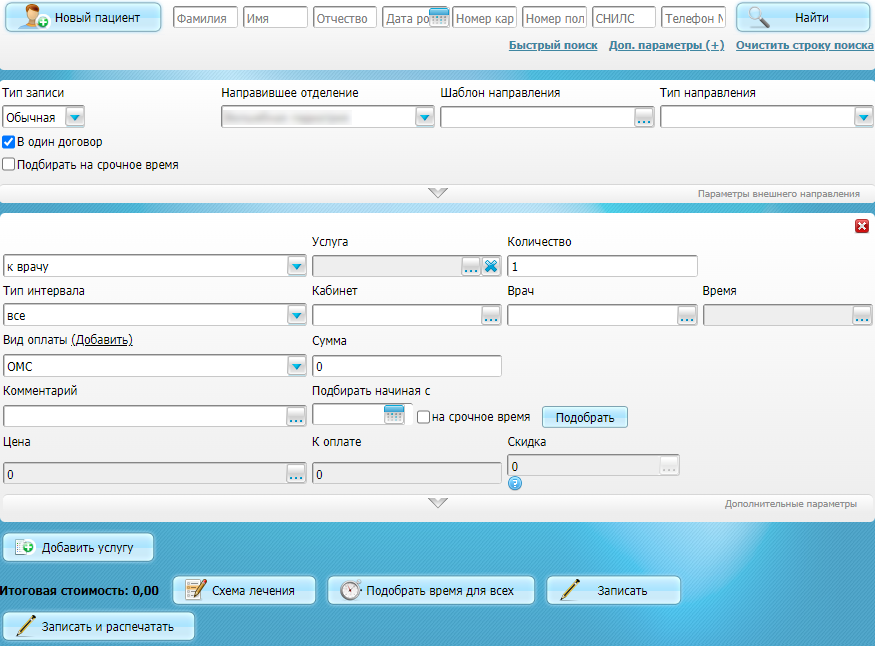 Новый пациент Фамилия Имя Отчество Дата ро Номер кар Номер пол СНИЛС Телефон N Найти
Быстрый поиск Доп. параметры (+) Очистить строку поиска
Тип записи Направившее отделение Шаблон направления Тип направления
Обычная ... 
В один договор
Подбирать на срочное время
Параметры внешнего направления
Услуга Количество
к врачу ... 1
Тип интервала Кабинет Врач Время
все ... ... ...
Вид оплаты (Добавить) Сумма
ОМС 0
Комментарий Подбирать начиная с
... на срочное время Подобрать
Цена К оплате Скидка
0 ... 0 0 ...
?
Дополнительные параметры
Добавить услугу
Итоговая стоимость: 0,00 Схема лечения Подобрать время для всех Записать
Записать и распечатать